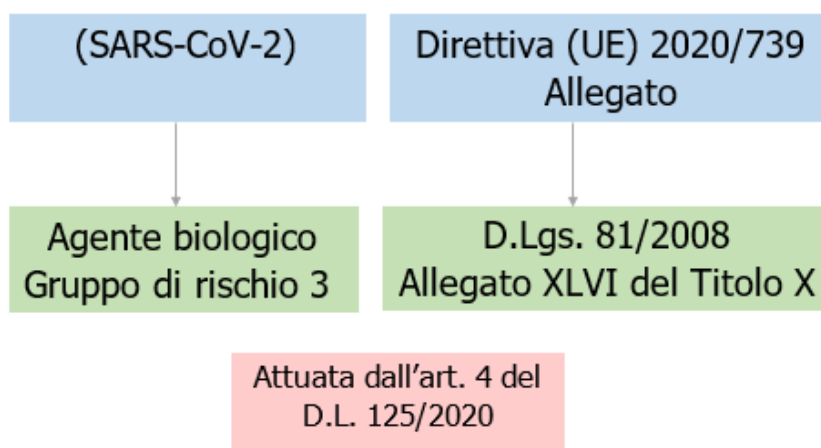 (SARS-CoV-2)
Direttiva (UE) 2020/739
Allegato
Agente biologico
Gruppo di rischio 3
D.Lgs. 81/2008
Allegato XLVI del Titolo X
Attuata dall'art. 4 del
D.L. 125/2020